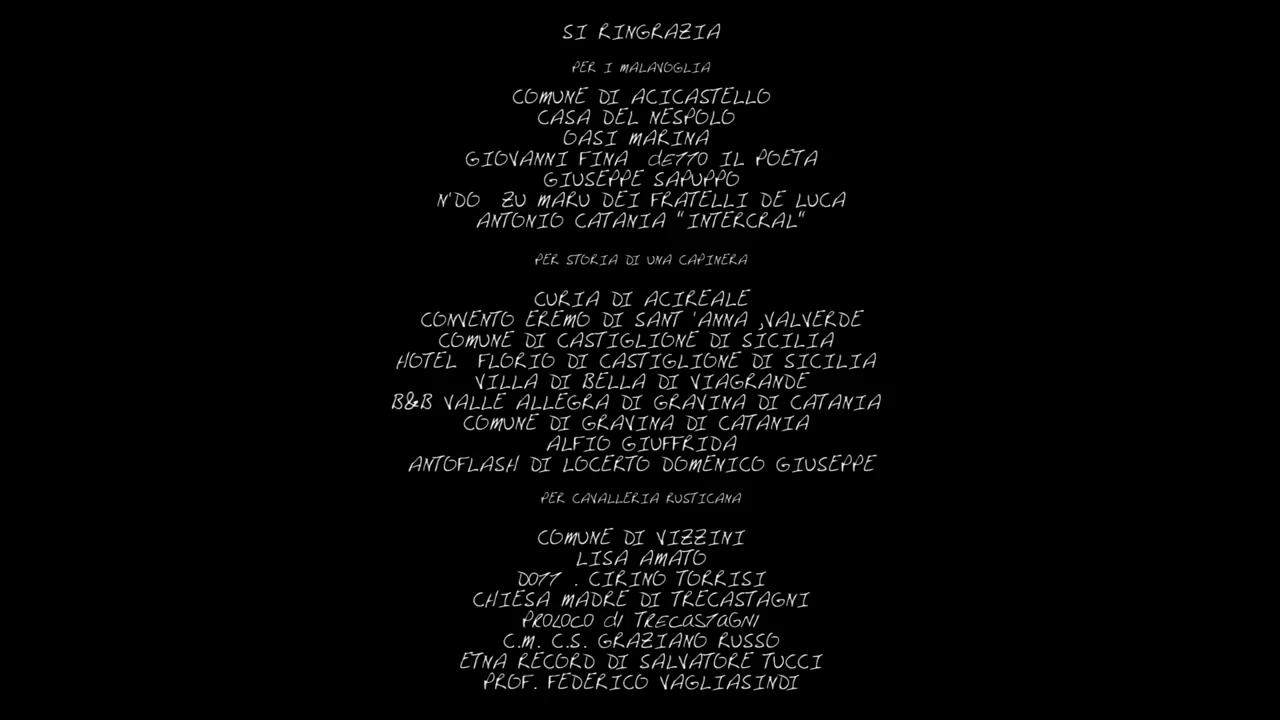 SI RINGRAZIA
PER I MALAVOGLIA
COMUNE DI ACICASTELLO
CASA DEL NESPOLO
OASI MARINA
GIOVANNI FINA dETTO IL POETA
GIUSEPPE SAPUPPO
N'DO ZU MARU DEI FRATELLI DE LUCA
ANTONIO CATANIA "INTERCRAL"
PER STORIA DI UNA CAPINERA
CURIA DI ACIREALE
CONVENTO EREMO DI SANT 'ANNA ,VALVERDE
COMUNE DI CASTIGLIONE DI SICILIA
HOTEL FLORIO DI CASTIGLIONE DI SICILIA
VILLA DI BELLA DI VIAGRANDE
B&B VALLE ALLEGRA DI GRAVINA DI CATANIA
COMUNE DI GRAVINA DI CATANIA
ALFIO GIUFFRIDA
ANTOFLASH DI LOCERTO DOMENICO GIUSEPPE
PER CAVALLERIA RUSTICANA
COMUNE DI VIZZINI
LISA AMATO
DOTT . CIRINO TORRISI
CHIESA MADRE DI TRECASTAGNI
PROLOCO dI TRECASTAGNI
C.M. C.S. GRAZIANO RUSSO
ETNA RECORD DI SALVATORE TUCCI
PROF. FEDERICO VAGLIASINDI